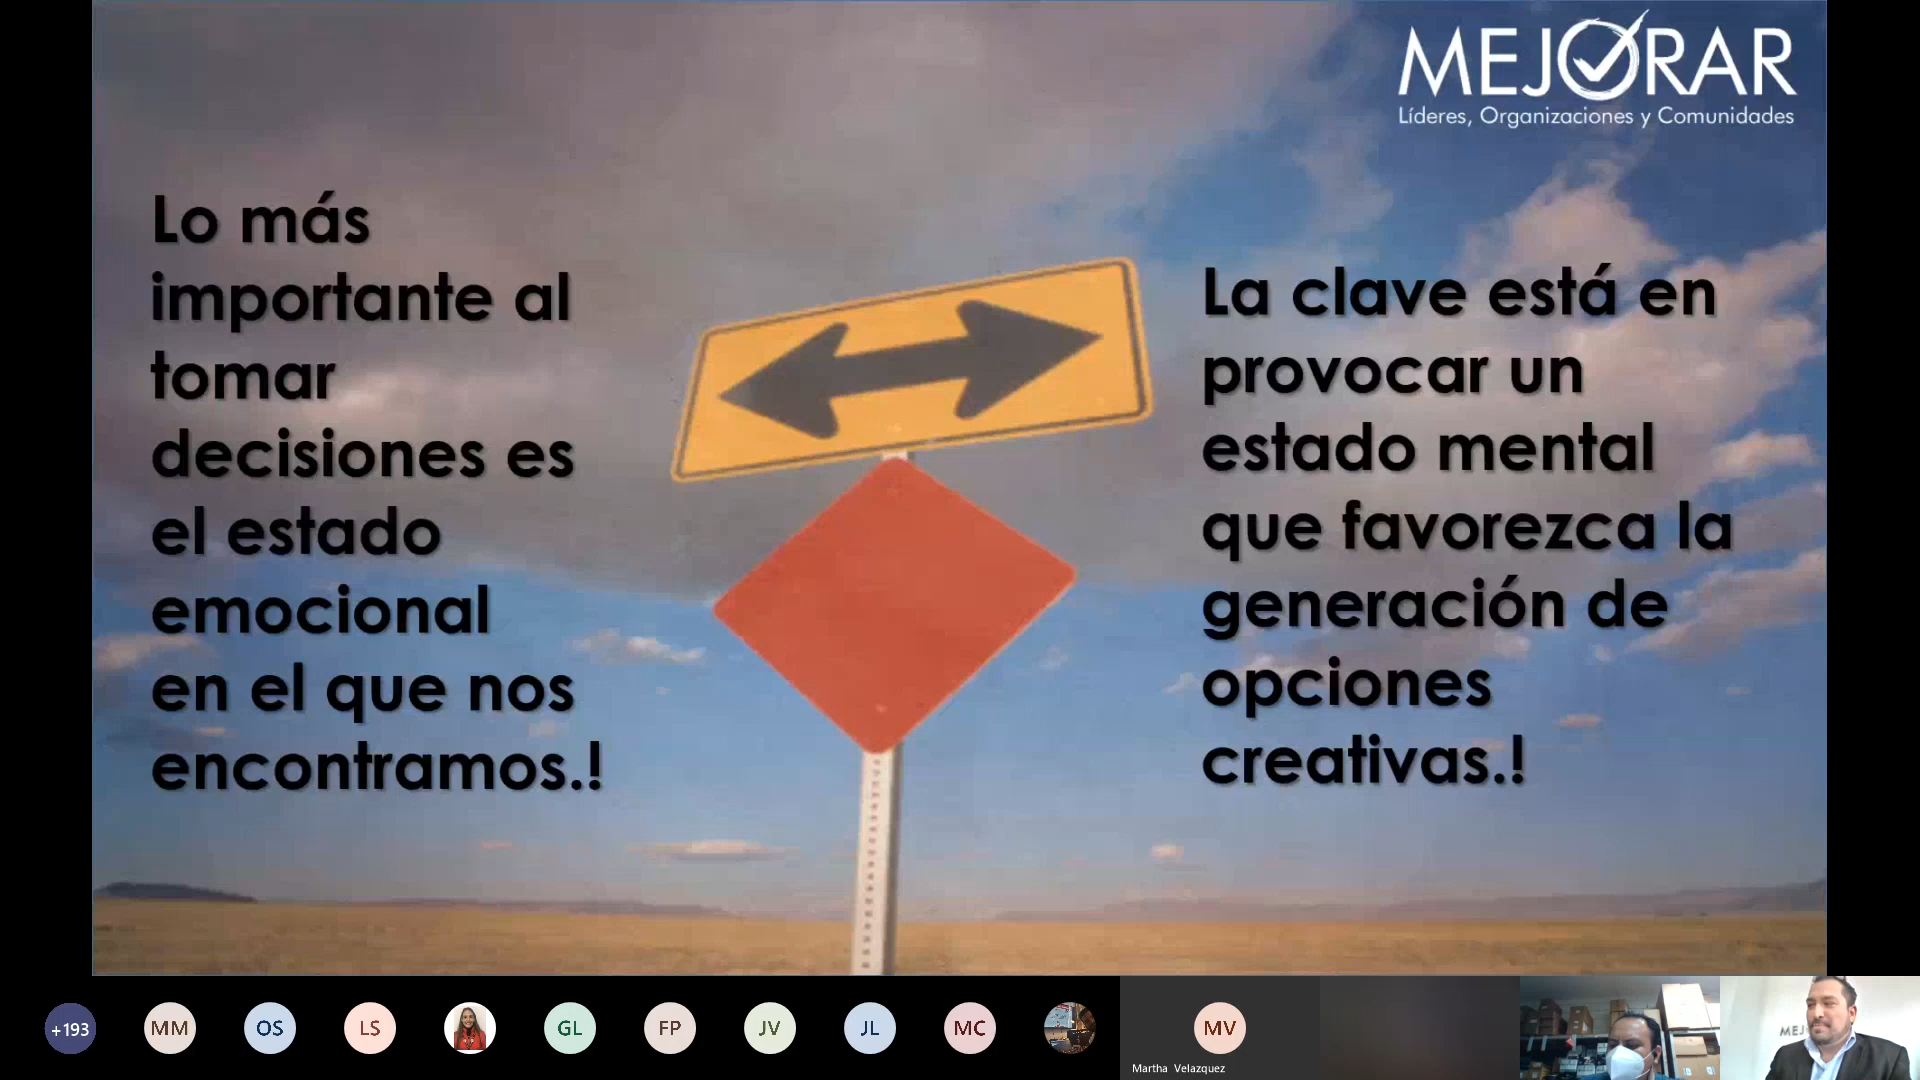 MEJORAR
Líderes, Organizaciones y Comunidades
Lo más
importante al
tomar
decisiones es
el estado
emocional
en el que nos
encontramos.!
La clave está en
provocar un
estado mental
que favorezca la
generación de
opciones
creativas.!
+193
MM
OS
LS
GL
FP
JV
JL
MC
MV
Martha Velazquez
MEJ